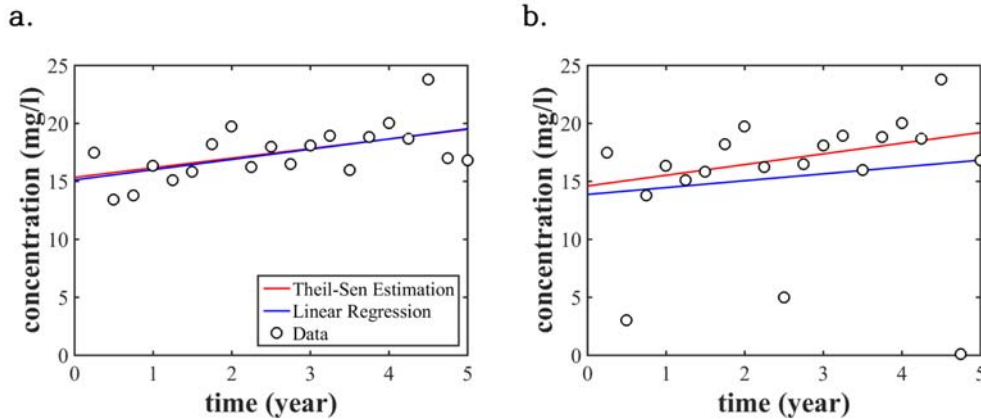 a.
25
20
15
10
5
0
concentration (mg/l)
Theil-Sen Estimation
Linear Regression
Data
0 1 2 3 4 5
time (year)
b.
25
20
15
10
5
0
concentration (mg/l)
0 1 2 3 4 5
time (year)